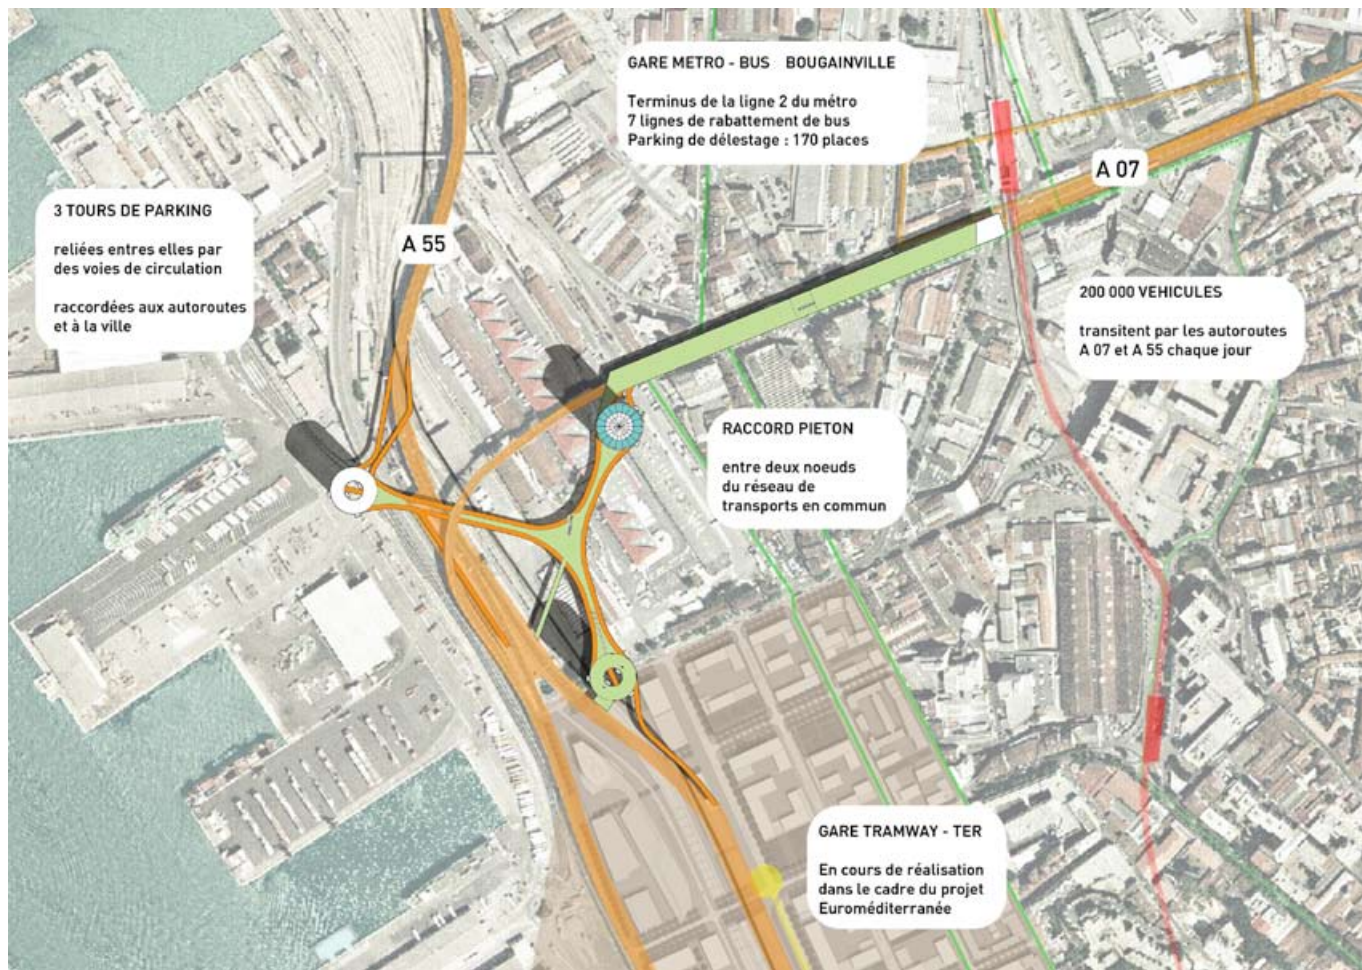 GARE METRO - BUS BOUGAINVILLE
Terminus de la ligne 2 du métro
7 lignes de rabattement de bus
Parking de délestage : 170 places
A 07
3 TOURS DE PARKING
reliées entres elles par
des voies de circulation
raccordées aux autoroutes
et à la ville
A 55
200 000 VEHICULES
transitent par les autoroutes
A 07 et A 55 chaque jour
RACCORD PIETON
entre deux noeuds
du réseau de
transports en commun
GARE TRAMWAY - TER
En cours de réalisation
dans le cadre du projet
Euroméditerranée